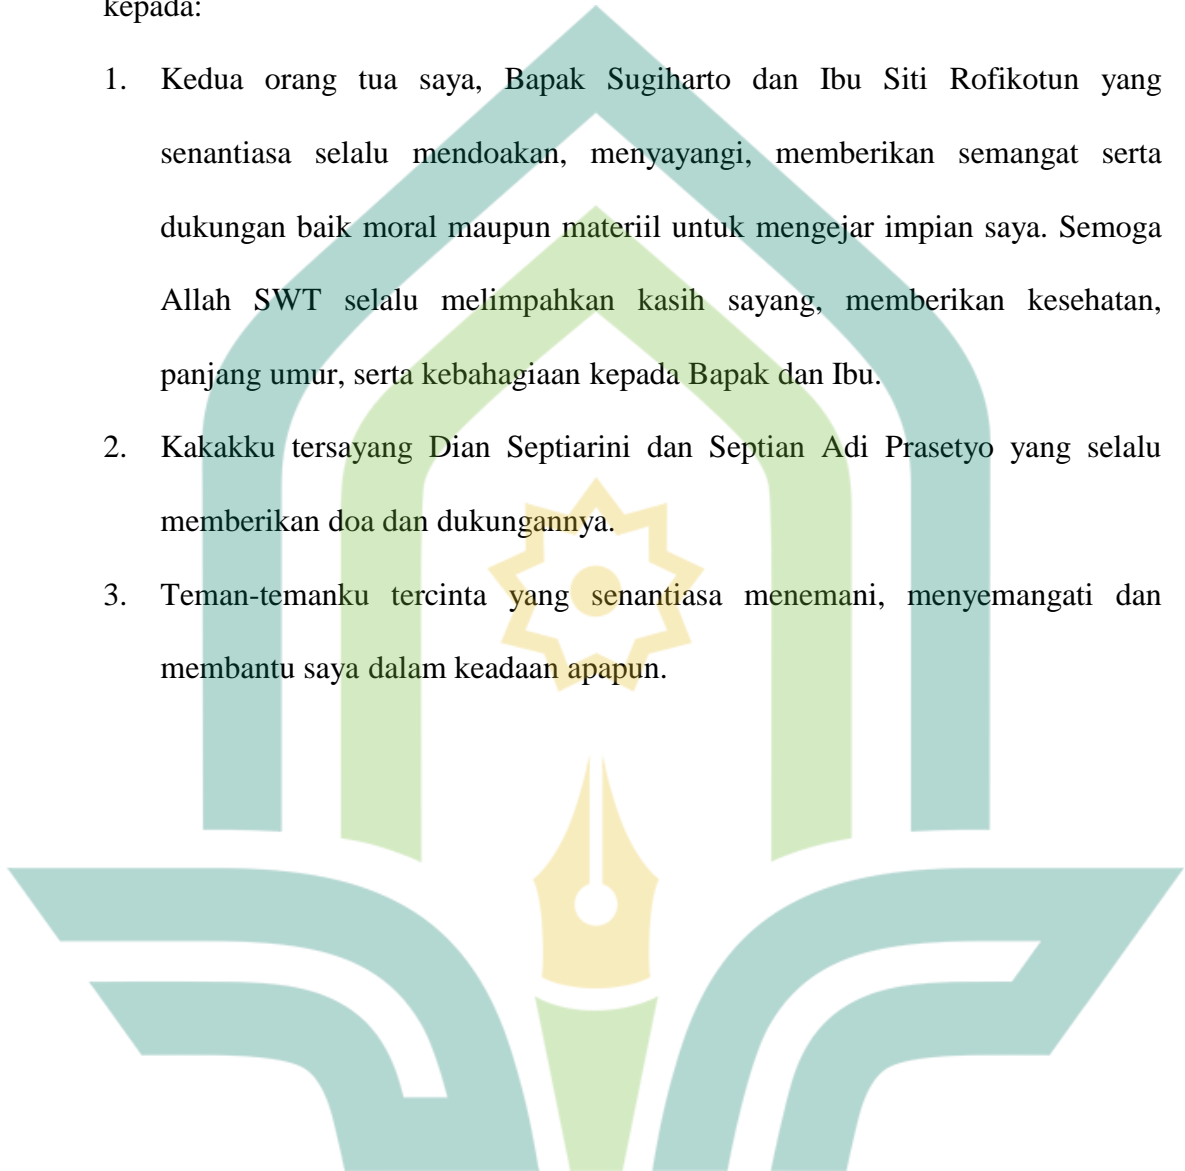 kepada:
1. Kedua orang tua saya, Bapak Sugiharto dan Ibu Siti Rofikotun yang
senantiasa selalu mendoakan, menyayangi, memberikan semangat serta
dukungan baik moral maupun materiil untuk mengejar impian saya. Semoga
Allah SWT selalu melimpahkan kasih sayang, memberikan kesehatan,
panjang umur, serta kebahagiaan kepada Bapak dan Ibu.
2. Kakakku tersayang Dian Septiarini dan Septian Adi Prasetyo yang selalu
memberikan doa dan dukungannya.
3. Teman-temanku tercinta yang senantiasa menemani, menyemangati dan
membantu saya dalam keadaan apapun.